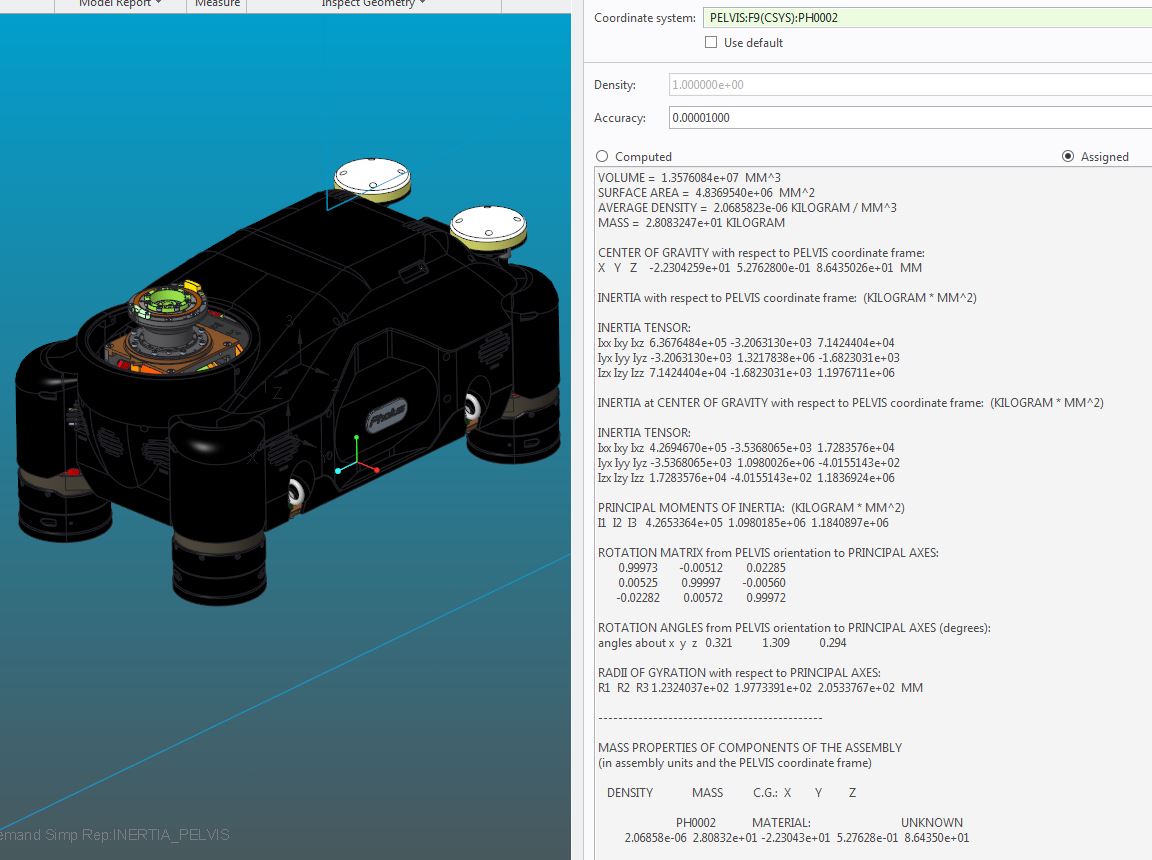 Model Report
Measure
Inspect Geometry
Coordinate system: PELVIS:F9(CSYS):PH0002
Use default
Density: 1.000000e+00
Accuracy: 0.00001000
Computed Assigned
VOLUME = 1.3576084e+07 MM^3
SURFACE AREA = 4.8369540e+06 MM^2
AVERAGE DENSITY = 2.0685823e-06 KILOGRAM / MM^3
MASS = 2.8083247e+01 KILOGRAM
CENTER OF GRAVITY with respect to PELVIS coordinate frame:
X Y Z -2.2304259e+01 5.2762800e-01 8.6435026e+01 MM
INERTIA with respect to PELVIS coordinate frame: (KILOGRAM * MM^2)
INERTIA TENSOR:
Ixx Ixy Ixz 6.3676484e+05 -3.2063130e+03 7.1424404e+04
Iyx Iyy Iyz -3.2063130e+03 1.3217838e+06 -1.6823031e+03
Izx Izy Izz 7.1424404e+04 -1.6823031e+03 1.1976711e+06
INERTIA at CENTER OF GRAVITY with respect to PELVIS coordinate frame: (KILOGRAM * MM^2)
INERTIA TENSOR:
Ixx Ixy Ixz 4.2694670e+05 -3.5368065e+03 1.7283576e+04
Iyx Iyy Iyz -3.5368065e+03 1.0980026e+06 -4.0155143e+02
Izx Izy Izz 1.7283576e+04 -4.0155143e+02 1.1836924e+06
PRINCIPAL MOMENTS OF INERTIA: (KILOGRAM * MM^2)
I1 I2 I3 4.2653364e+05 1.0980185e+06 1.1840897e+06
ROTATION MATRIX from PELVIS orientation to PRINCIPAL AXES:
0.99973 -0.00512 0.02285
0.00525 0.99997 -0.00560
-0.02282 0.00572 0.99972
ROTATION ANGLES from PELVIS orientation to PRINCIPAL AXES (degrees):
angles about x y z 0.321 1.309 0.294
RADII OF GYRATION with respect to PRINCIPAL AXES:
R1 R2 R3 1.2324037e+02 1.9773391e+02 2.0533767e+02 MM
---------------------------------------------
MASS PROPERTIES OF COMPONENTS OF THE ASSEMBLY
(in assembly units and the PELVIS coordinate frame)
DENSITY MASS C.G.: X Y Z
PH0002 MATERIAL: UNKNOWN
2.06858e-06 2.80832e+01 -2.23043e+01 5.27628e-01 8.64350e+01
Pholus
emand Simp Rep:INERTIA_PELVIS